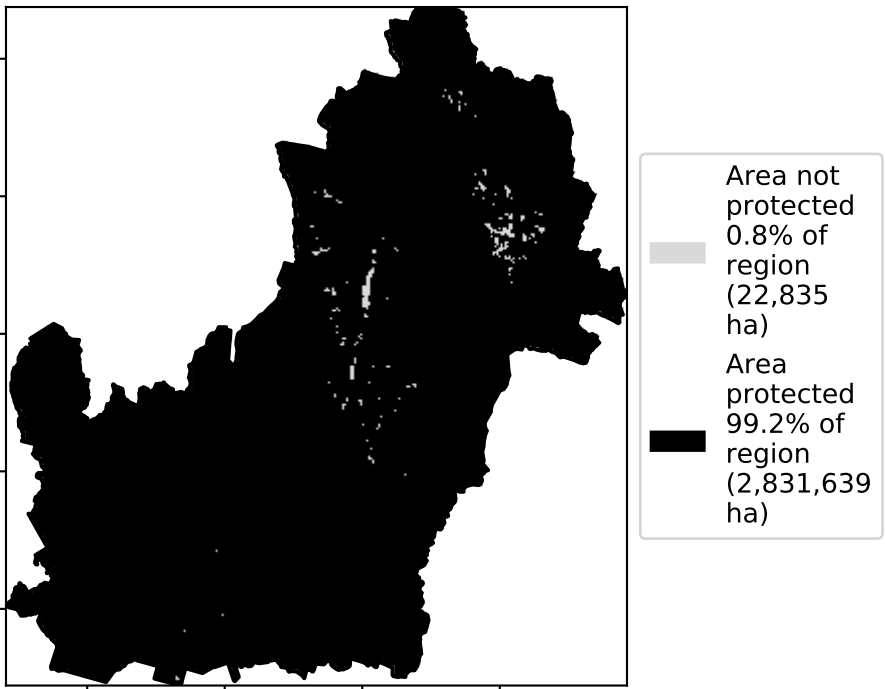 Area not
protected
0.8% of
region
(22,835
ha)
Area
protected
99.2% of
region
(2,831,639
ha)